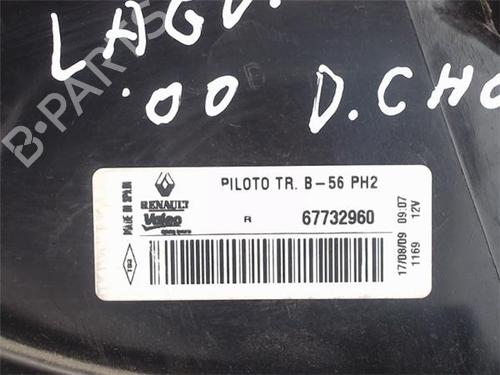 LAGU
'00 D.CHO
B-PARTS
PILOTO TR. B-56 PH2
RENAULT
Valeo
R 67732960
MADE IN SPAIN
17/08/09 09:07
1169 12V